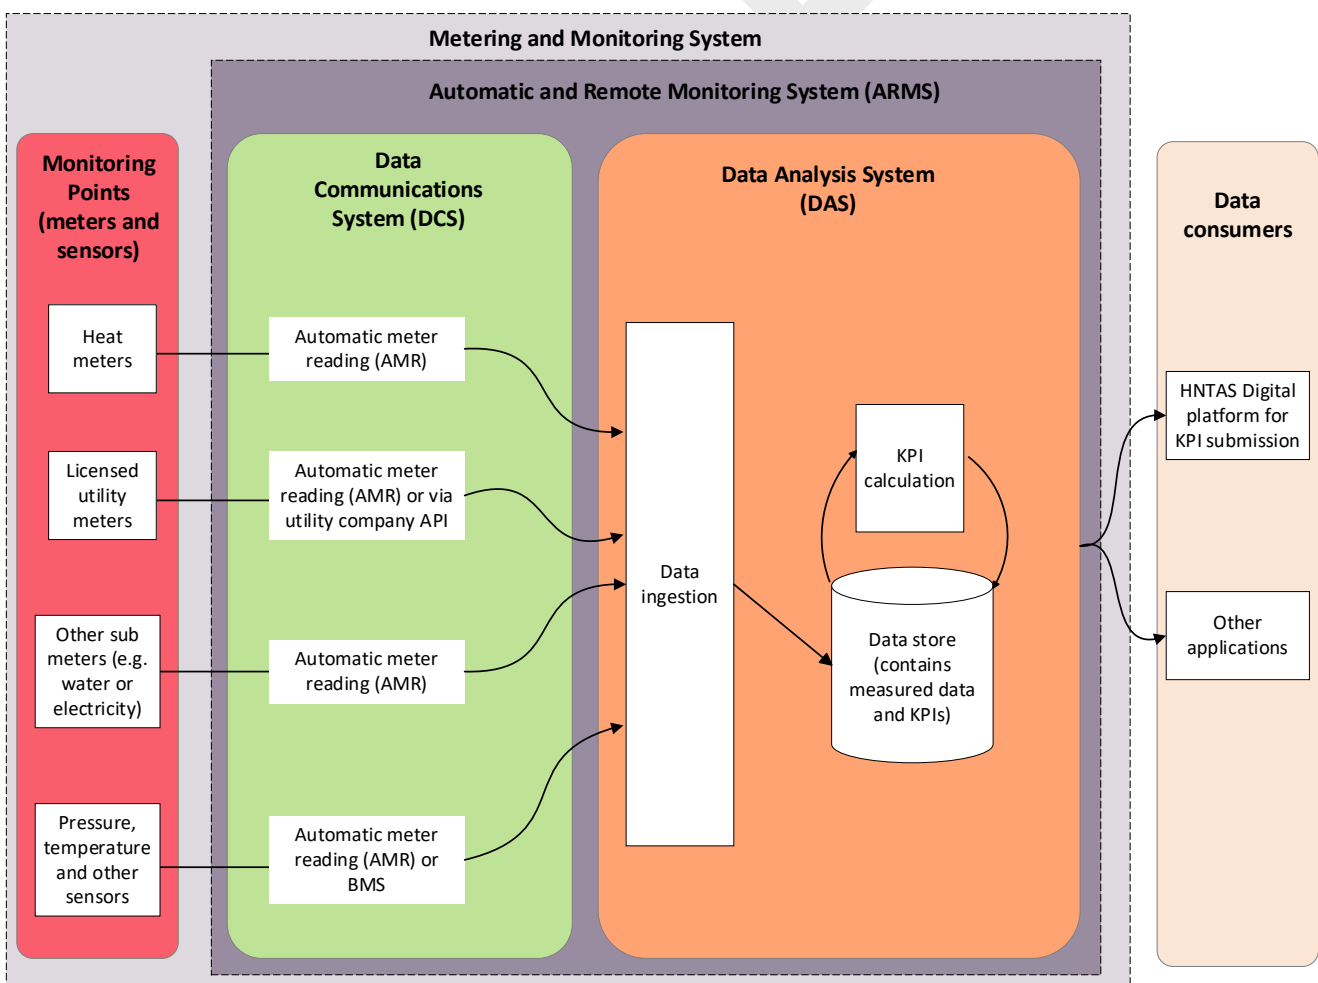 Metering and Monitoring System
Automatic and Remote Monitoring System (ARMS)
Monitoring
Points
(meters and
sensors)
Heat
meters
Licensed
utility
meters
Other sub
meters (e.g.
water or
electricity)
Pressure,
temperature
and other
sensors
Data
Communications
System (DCS)
Automatic meter
reading (AMR)
Automatic meter
reading (AMR) or via
utility company API
Automatic meter
reading (AMR)
Automatic meter
reading (AMR) or
BMS
Data Analysis System
(DAS)
Data
ingestion
KPI
calculation
Data store
(contains
measured data
and KPIs)
Data
consumers
HNTAS Digital
platform for
KPI submission
Other
applications